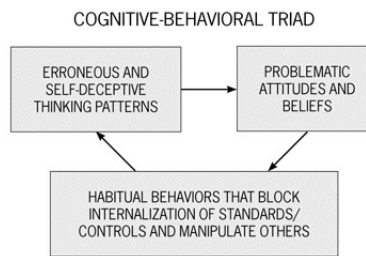 COGNITIVE-BEHAVIORAL TRIAD
ERRONEOUS AND
SELF-DECEPTIVE
THINKING PATTERNS
PROBLEMATIC
ATTITUDES AND
BELIEFS
HABITUAL BEHAVIORS THAT BLOCK
INTERNALIZATION OF STANDARDS/
CONTROLS AND MANIPULATE OTHERS